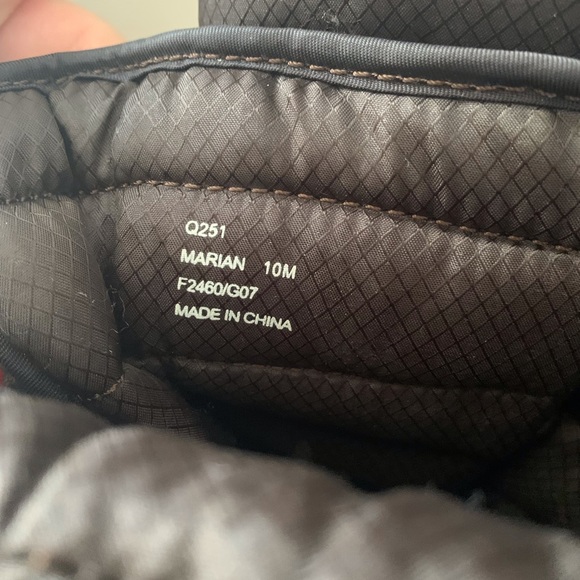 Q251
MARIAN 10M
F2460/G07
MADE IN CHINA